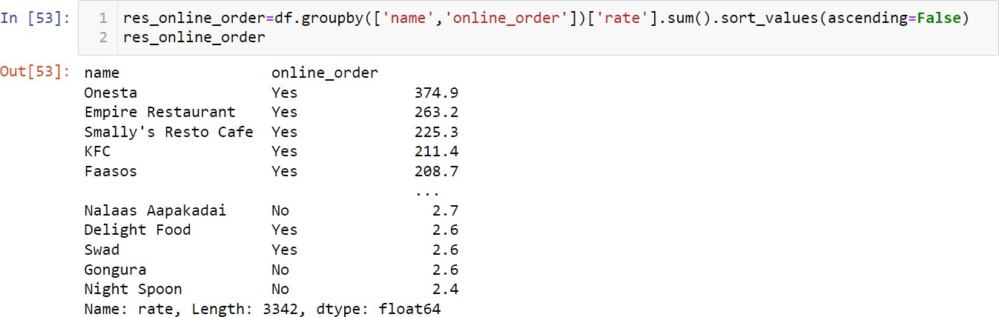 In [53]: 1 res_online_order=df.groupby(['name','online_order'])['rate'].sum().sort_values(ascending=False)
2 res_online_order
Out[53]: name online_order
Onesta Yes 374.9
Empire Restaurant Yes 263.2
Smally's Resto Cafe Yes 225.3
KFC Yes 211.4
Faasos Yes 208.7
...
Nalaas Aapakadai No 2.7
Delight Food Yes 2.6
Swad Yes 2.6
Gongura No 2.6
Night Spoon No 2.4
Name: rate, Length: 3342, dtype: float64